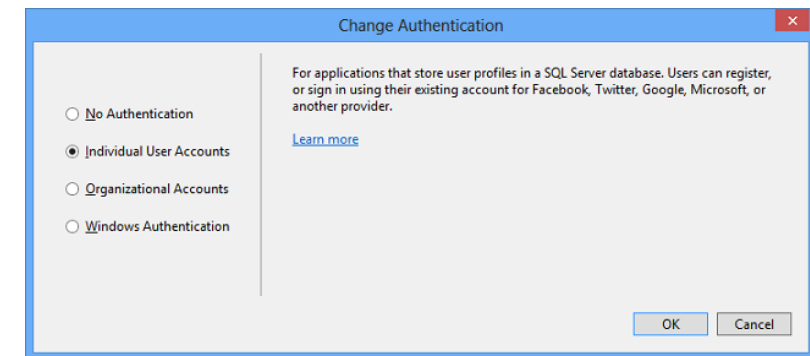 Change Authentication
No Authentication
Individual User Accounts
Organizational Accounts
Windows Authentication
For applications that store user profiles in a SQL Server database. Users can register,
or sign in using their existing account for Facebook, Twitter, Google, Microsoft, or
another provider.
Learn more
OK
Cancel